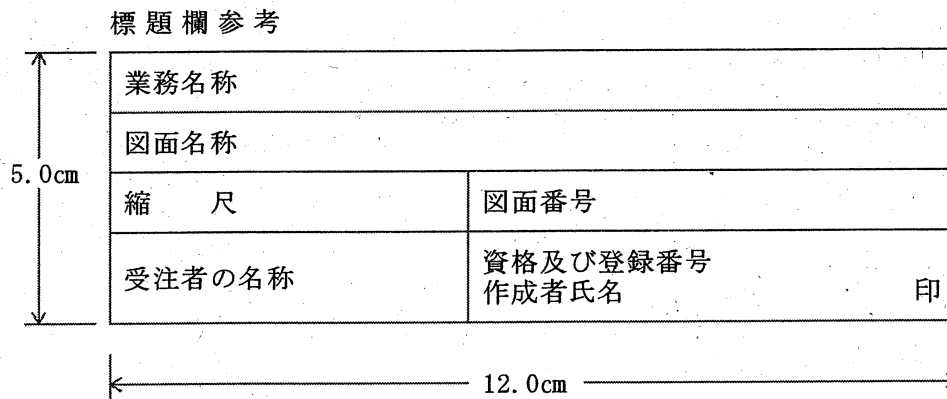 標題欄参考
業務名称
図面名称
5.0cm
縮　尺
図面番号
受注者の名称
資格及び登録番号
作成者氏名　印
12.0cm